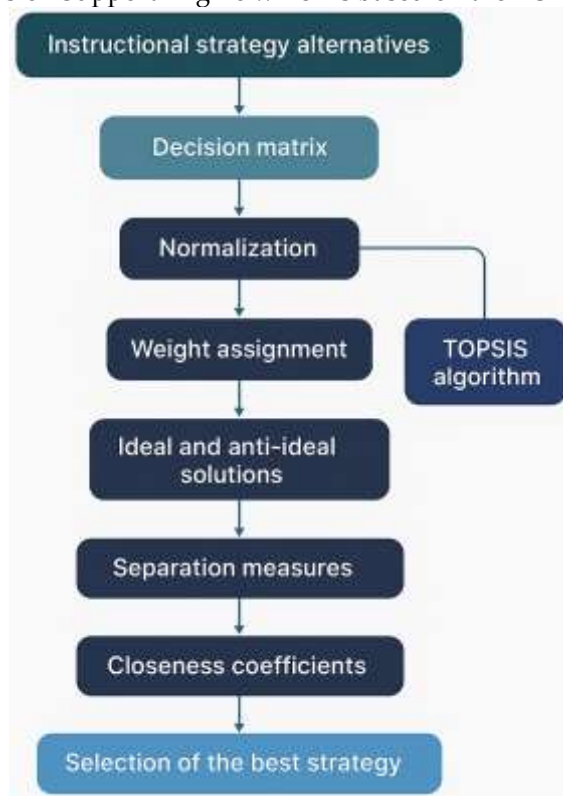 Instructional strategy alternatives
Decision matrix
Normalization
Weight assignment
TOPSIS
algorithm
Ideal and anti-ideal
solutions
Separation measures
Closeness coefficients
Selection of the best strategy